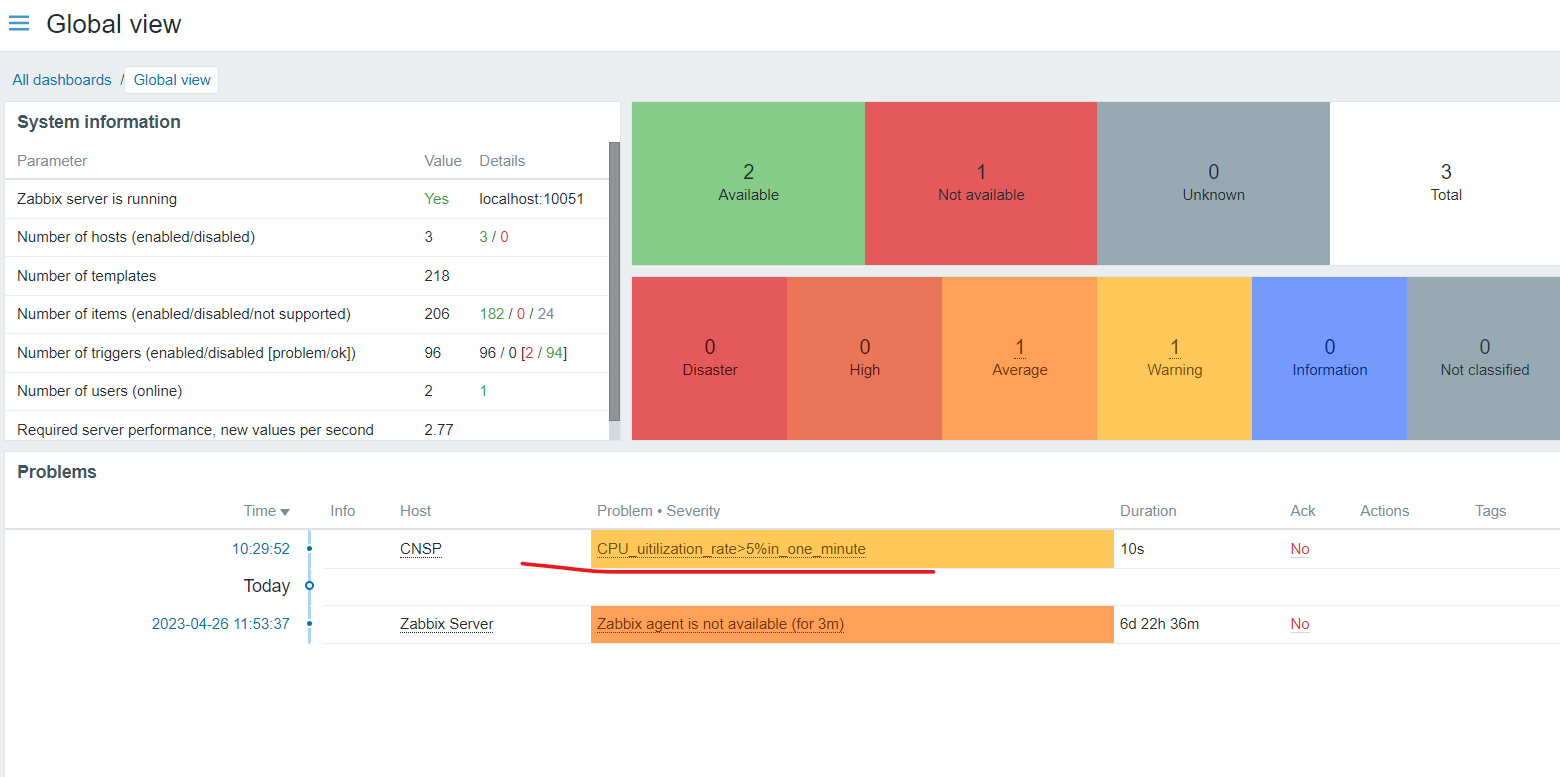 Global view
All dashboards / Global view
System information
Parameter Value Details
Zabbix server is running Yes localhost:10051
Number of hosts (enabled/disabled) 3 3 / 0
Number of templates 218
Number of items (enabled/disabled/not supported) 206 182 / 0 / 24
Number of triggers (enabled/disabled [problem/ok]) 96 96 / 0 [2 / 94]
Number of users (online) 2 1
Required server performance, new values per second 2.77
2 Available
1 Not available
0 Unknown
3 Total
0 Disaster
0 High
1 Average
1 Warning
0 Information
0 Not classified
Problems
Time Info Host Problem • Severity Duration Ack Actions Tags
10:29:52 CNSP CPU_uitilization_rate>5%in_one_minute 10s No
Today
2023-04-26 11:53:37 Zabbix Server Zabbix agent is not available (for 3m) 6d 22h 36m No